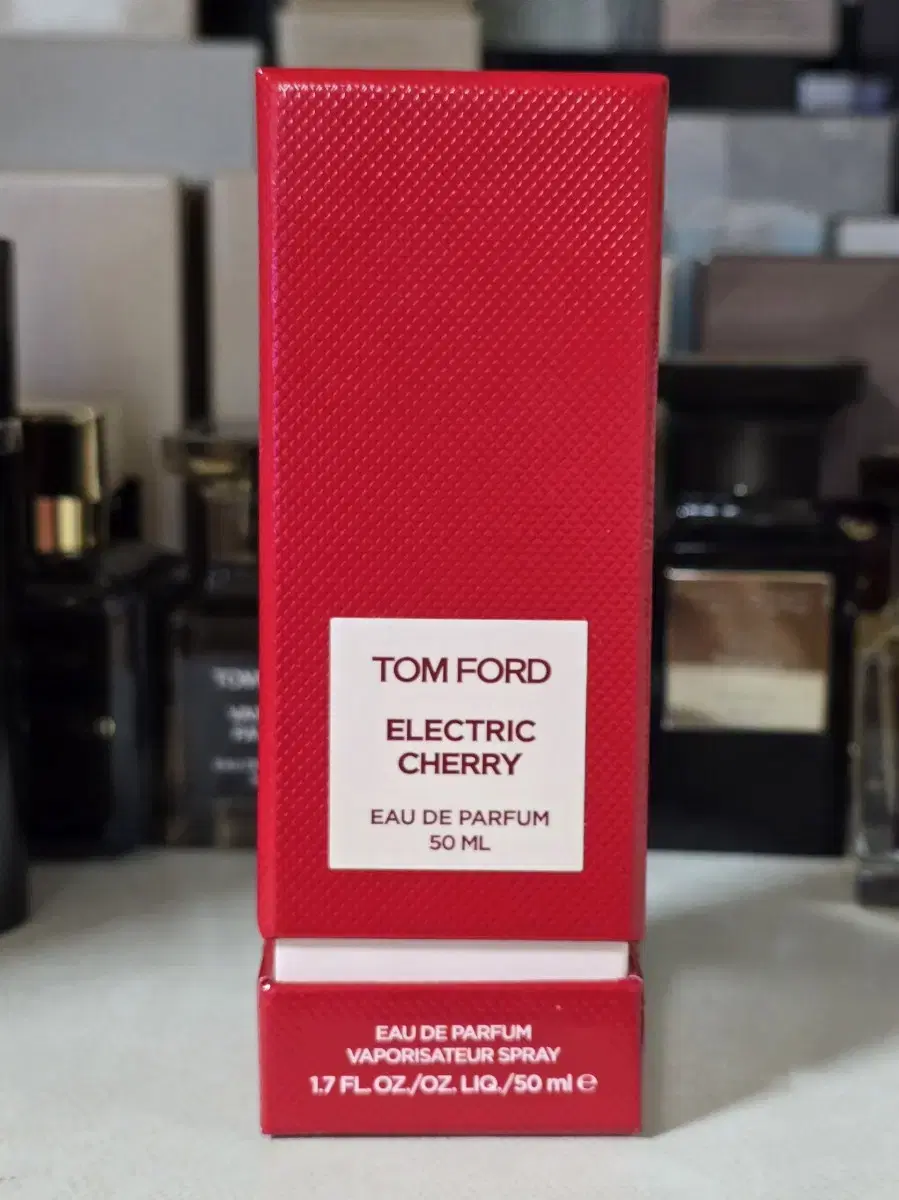 TOM FORD
ELECTRIC
CHERRY
EAU DE PARFUM
50 ML
EAU DE PARFUM
VAPORISATEUR SPRAY
1.7 FL. OZ./OZ. LIQ./50 ml ℮